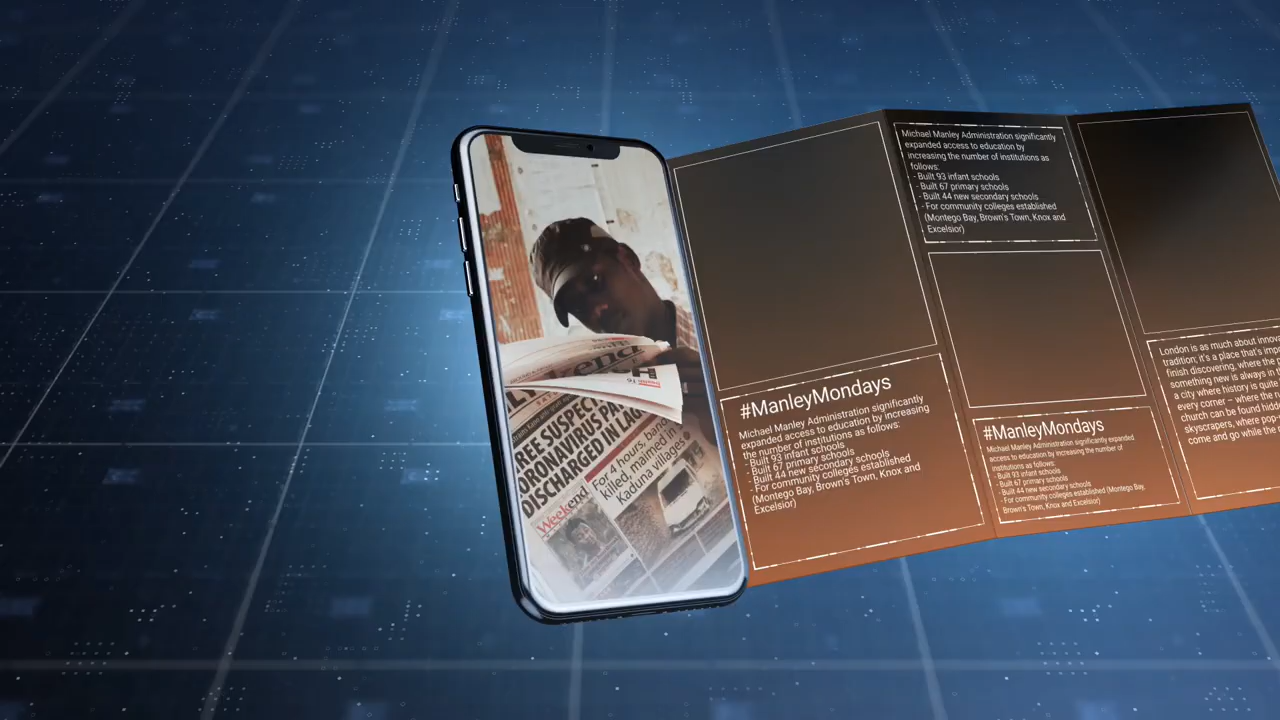 REE SUSPEC
ORONAVIRUS PA
DISCHARGED IN LAG
For 4 hours, band
killed, maimed in
Kaduna villages
Weekend
#ManleyMondays
Michael Manley Administration significantly
expanded access to education by increasing
the number of institutions as follows:
- Built 93 infant schools
- Built 67 primary schools
- Built 44 new secondary schools
- For community colleges established
(Montego Bay, Brown's Town, Knox and
Excelsior)
Michael Manley Administration significantly
expanded access to education by
increasing the number of institutions as
follows:
- Built 93 infant schools
- Built 67 primary schools
- Built 44 new secondary schools
- For community colleges established
(Montego Bay, Brown's Town, Knox and
Excelsior)
#ManleyMondays
Michael Manley Administration significantly expanded
access to education by increasing the number of
institutions as follows:
- Built 93 infant schools
- Built 67 primary schools
- Built 44 new secondary schools
- For community colleges established (Montego Bay,
Brown's Town, Knox and Excelsior)
London is as much about innova
tradition; it's a place that's impo
finish discovering, where the
something new is always in th
a city where history is quite
every corner – where the
church can be found hidd
skyscrapers, where pop
come and go while the